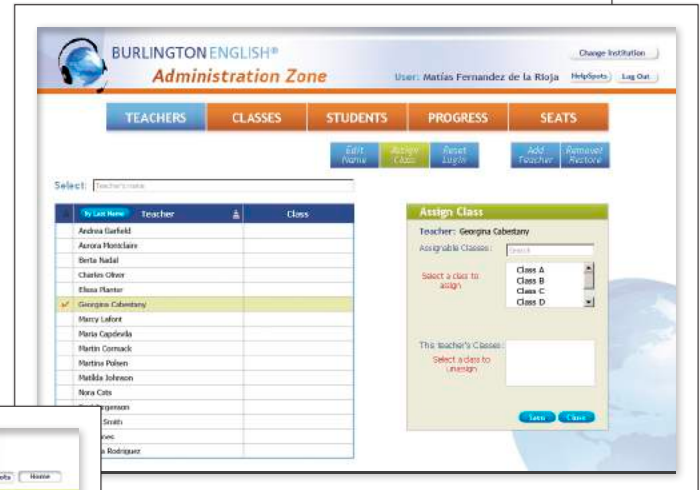 BURLINGTON ENGLISH®
Administration Zone
User: Matías Fernandez de la Rioja
Change Institution
HelpSpots
Log Out
TEACHERS CLASSES STUDENTS PROGRESS SEATS
Edit Name
Assign Class
Reset Login
Add Teacher
Remove/ Restore
Select: Teacher's name
by Last Name Teacher Class
Andrea Garfield
Aurora Montclaire
Berta Nadal
Charles Oliver
Elissa Planter
Georgina Cabestany
Marcy Lafont
Maria Capdevila
Martin Cormack
Martina Polsen
Matilda Johnson
Nora Cats
Smith
Rodriguez
Assign Class
Teacher: Georgina Cabestany
Assignable Classes: Search
Select a class to assign
Class A
Class B
Class C
Class D
This teacher's Classes:
Select a class to unassign
Save Close
Home